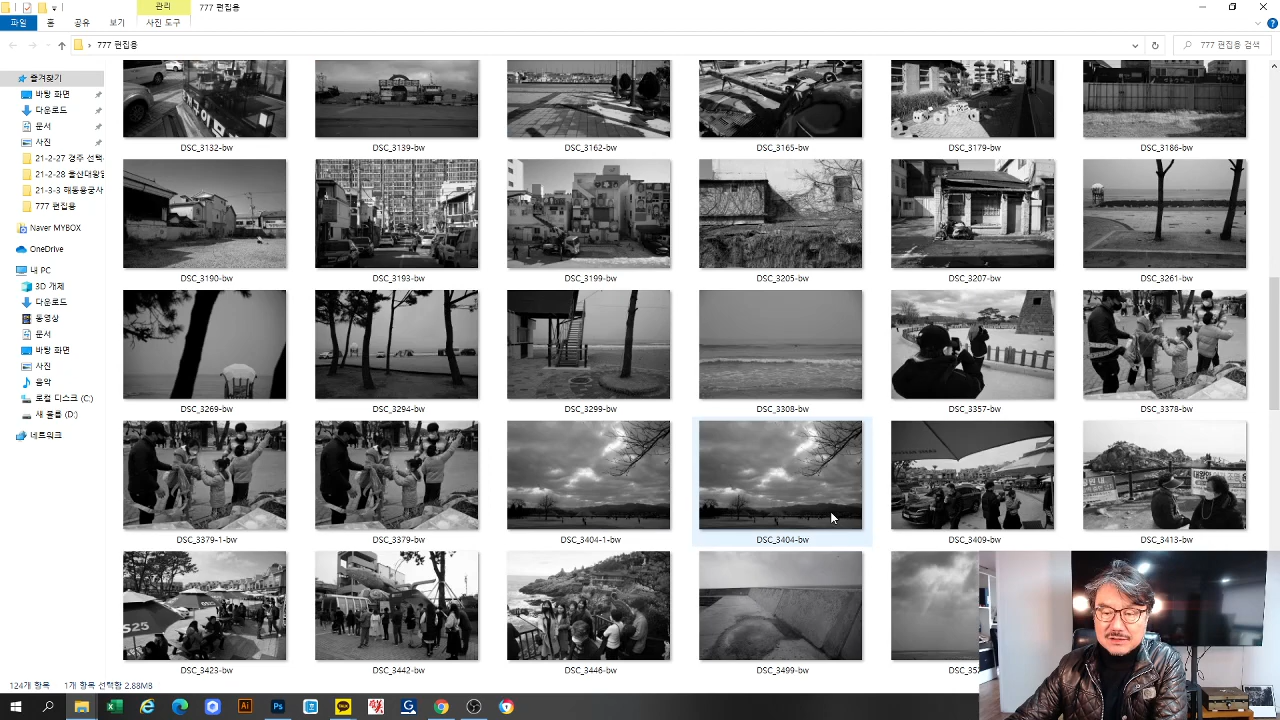 관리
777 편집용
파일
홈
공유
보기
사진 도구
777 편집용
777 편집용 검색
즐겨찾기
바탕 화면
다운로드
문서
사진
21-2-27 경주 선택
21-2-28 울산대왕암
21-3-3 해동용궁사
777 편집용
Naver MYBOX
OneDrive
내 PC
3D 개체
다운로드
동영상
문서
바탕 화면
사진
음악
로컬 디스크 (C:)
새 볼륨 (D:)
네트워크
DSC_3132-bw
DSC_3139-bw
DSC_3162-bw
DSC_3165-bw
DSC_3179-bw
DSC_3186-bw
DSC_3190-bw
DSC_3193-bw
DSC_3199-bw
DSC_3205-bw
DSC_3207-bw
DSC_3261-bw
DSC_3269-bw
DSC_3294-bw
DSC_3299-bw
DSC_3308-bw
DSC_3357-bw
DSC_3378-bw
DSC_3379-1-bw
DSC_3379-bw
DSC_3404-1-bw
DSC_3404-bw
DSC_3409-bw
DSC_3413-bw
S25
DSC_3423-bw
DSC_3442-bw
DSC_3446-bw
DSC_3499-bw
124개 항목
1개 항목 선택함 2.88MB
Ai
Ps
TALK